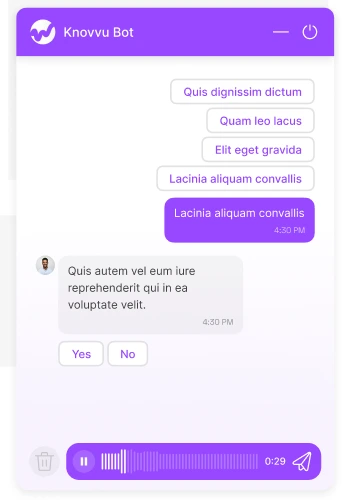 Knovvu Bot
Quis dignissim dictum
Quam leo lacus
Elit eget gravida
Lacinia aliquam convallis
Lacinia aliquam convallis
4:30 PM
Quis autem vel eum iure
reprehenderit qui in ea
voluptate velit.
4:30 PM
Yes
No
0:29